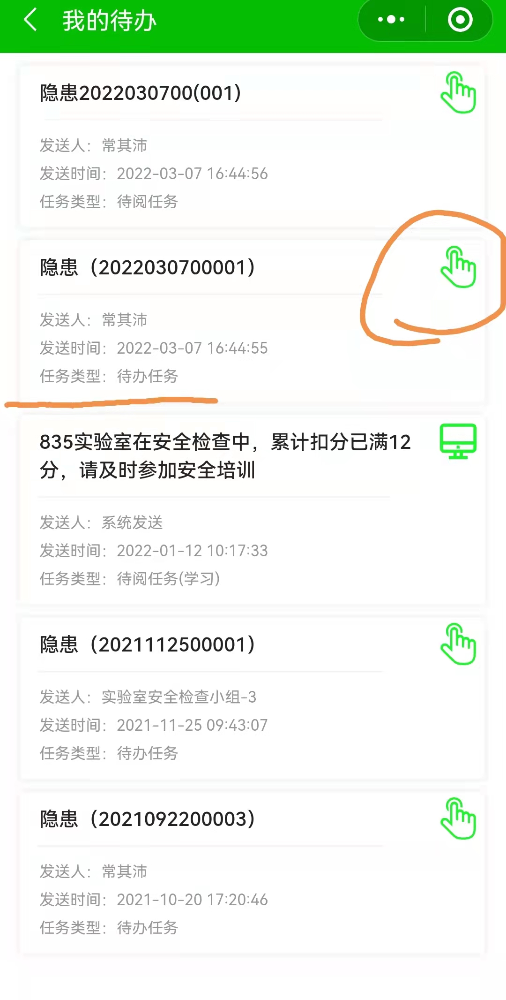 我的待办
隐患2022030700(001)
发送人：常其沛
发送时间：2022-03-07 16:44:56
任务类型：待阅任务
隐患（2022030700001）
发送人：常其沛
发送时间：2022-03-07 16:44:55
任务类型：待办任务
835实验室在安全检查中，累计扣分已满12
分，请及时参加安全培训
发送人：系统发送
发送时间：2022-01-12 10:17:33
任务类型：待阅任务(学习)
隐患（2021112500001）
发送人：实验室安全检查小组-3
发送时间：2021-11-25 09:43:07
任务类型：待办任务
隐患（2021092200003）
发送人：常其沛
发送时间：2021-10-20 17:20:46
任务类型：待办任务